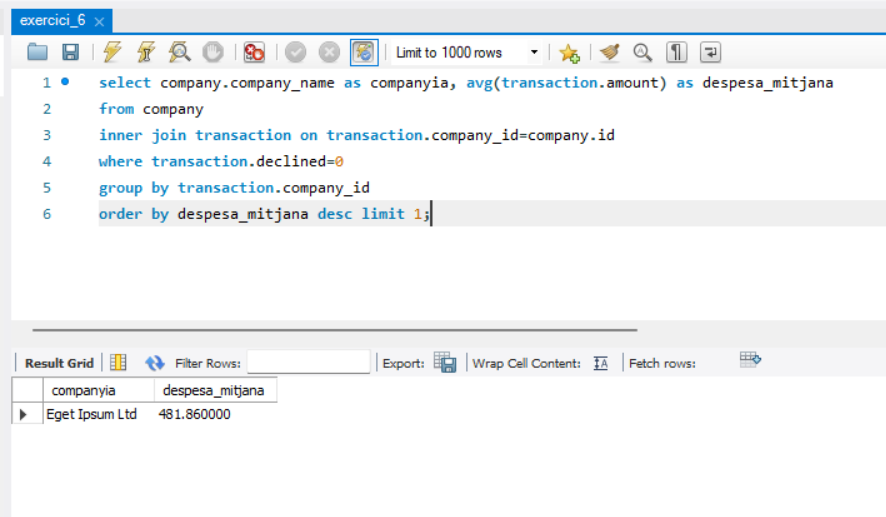 exercici_6
Limit to 1000 rows
1 select company.company_name as companyia, avg(transaction.amount) as despesa_mitjana
2 from company
3 inner join transaction on transaction.company_id=company.id
4 where transaction.declined=0
5 group by transaction.company_id
6 order by despesa_mitjana desc limit 1;
Result Grid Filter Rows: Export: Wrap Cell Content: Fetch rows:
companyia despesa_mitjana
Eget Ipsum Ltd 481.860000